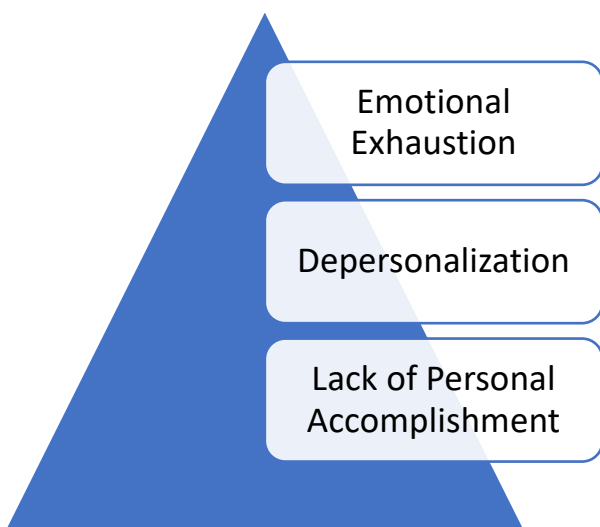 Emotional
Exhaustion
Depersonalization
Lack of Personal
Accomplishment